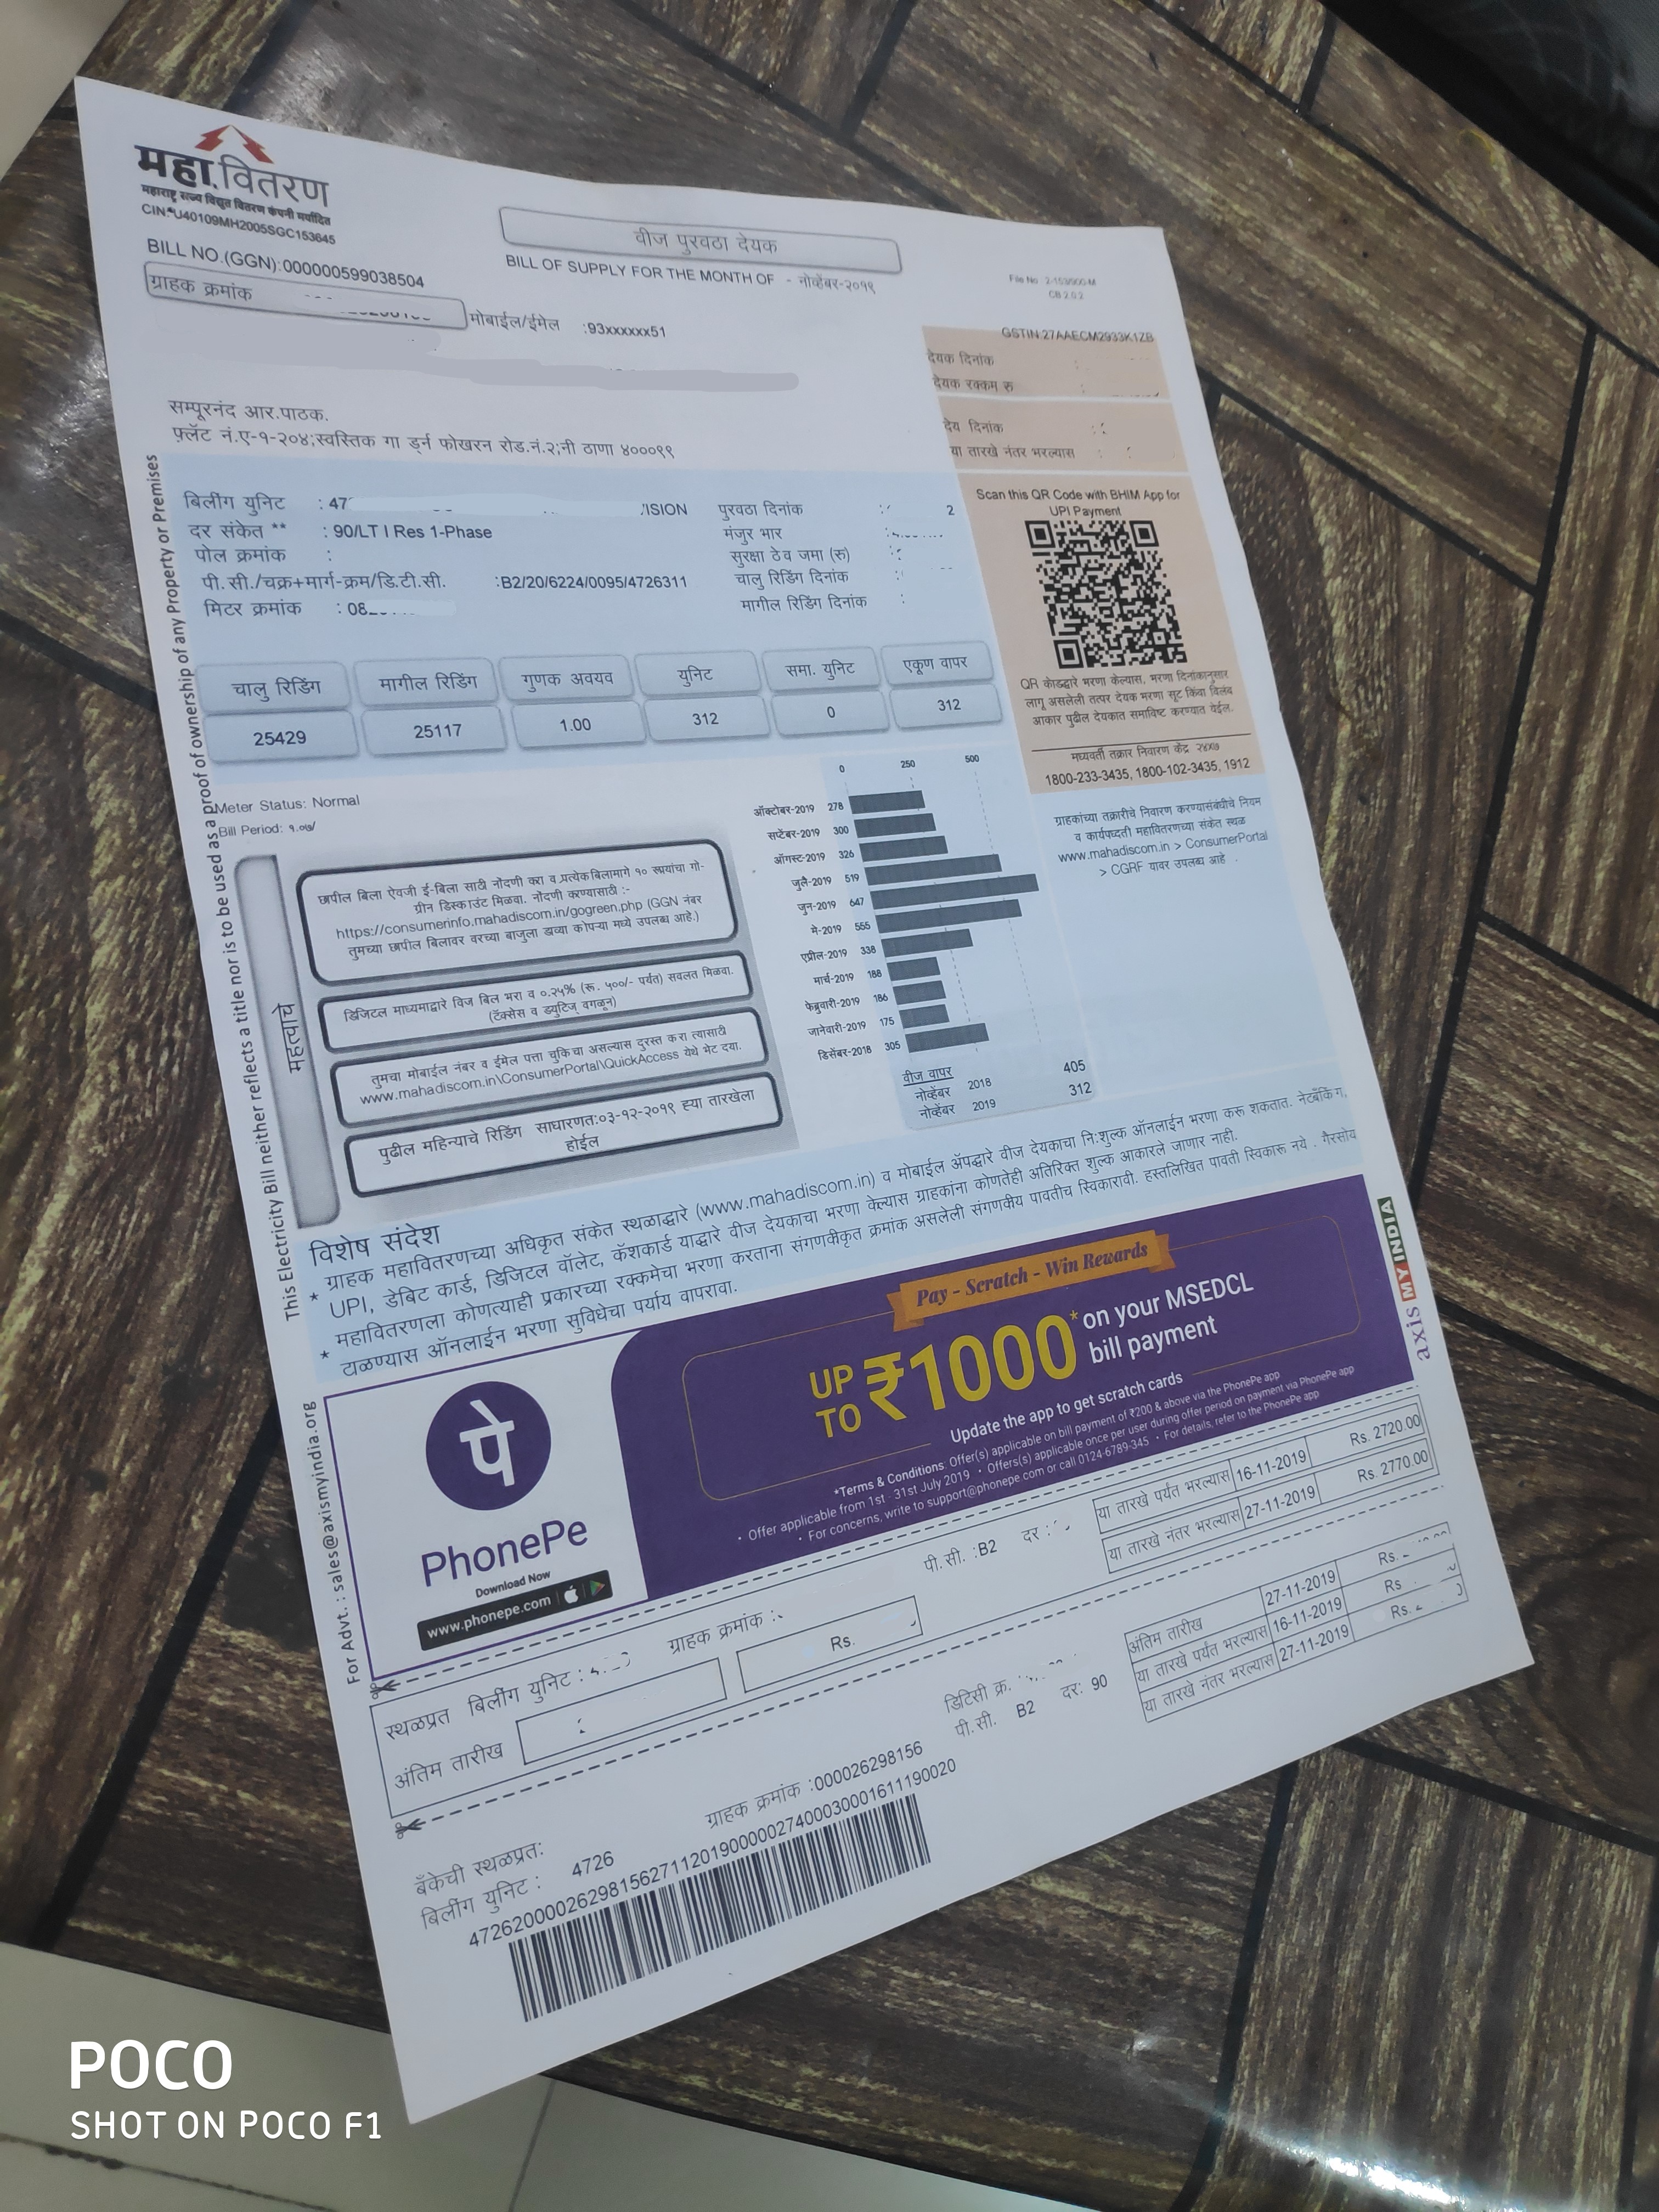 महा.वितरण
महाराष्ट्र राज्य विद्युत वितरण कंपनी मर्यादित
CIN:U40109MH2005SGC153645
BILL NO.(GGN):000000599038504
ग्राहक क्रमांक
मोबाईल/ईमेल :93xxxxxx51
वीज पुरवठा देयक
BILL OF SUPPLY FOR THE MONTH OF - नोव्हेंबर-२०१९
GSTIN:27AAECM2933K1ZB
देयक दिनांक :
देयक रक्कम रु :
देय दिनांक :
या तारखे नंतर भरल्यास :
सम्पूरनंद आर.पाठक.
फ़्लॅट नं.ए-१-२०४;स्वस्तिक गा र्ड्न फोखरन रोड.नं.२;नी ठाणा ४०००९९
बिलींग युनिट : 47 /ISION
दर संकेत ** : 90/LT I Res 1-Phase
पोल क्रमांक :
पी.सी./चक्र+मार्ग-क्रम/डि.टी.सी. :B2/20/6224/0095/4726311
मिटर क्रमांक : 08
पुरवठा दिनांक : 2
मंजुर भार :
सुरक्षा ठेव जमा (रु) :
चालु रिडिंग दिनांक :
मागील रिडिंग दिनांक :
Scan this QR Code with BHIM App for
UPI Payment
QR कोडद्वारे भरणा केल्यास, भरणा दिनांकानुसार
लागू असलेली तत्पर देयक भरणा सूट किंवा विलंब
आकार पुढील देयकात समाविष्ट करण्यात येईल.
मध्यवर्ती तक्रार निवारण केंद्र २४X७
1800-233-3435, 1800-102-3435, 1912
चालु रिडिंग मागील रिडिंग गुणक अवयव युनिट समा. युनिट एकूण वापर
25429 25117 1.00 312 0 312
Meter Status: Normal
Bill Period: १.०७/
महत्वाचे
छापील बिला ऐवजी ई-बिला साठी नोंदणी करा व प्रत्येकबिलामागे १० रूपयांचा गो-
ग्रीन डिस्काउंट मिळवा. नोंदणी करण्यासाठी :-
https://consumerinfo.mahadiscom.in/gogreen.php (GGN नंबर
तुमच्या छापील बिलावर वरच्या बाजुला डाव्या कोपऱ्या मध्ये उपलब्ध आहे.)
डिजिटल माध्यमाद्वारे विज बिल भरा व ०.२५% (रू. ५००/- पर्यंत) सवलत मिळवा.
(टॅक्सेस व ड्युटिज् वगळून)
तुमचा मोबाईल नंबर व ईमेल पत्ता चुकिचा असल्यास दुरस्त करा त्यासाठी
www.mahadiscom.in\ConsumerPortal\QuickAccess येथे भेट दया.
पुढील महिन्याचे रिडिंग साधारणत:०३-१२-२०१९ ह्या तारखेला
होईल
0 250 500
ऑक्टोबर-2019 278
सप्टेंबर-2019 300
ऑगस्ट-2019 326
जुलै-2019 519
जुन-2019 647
मे-2019 555
एप्रील-2019 338
मार्च-2019 188
फेब्रुवारी-2019 186
जानेवारी-2019 175
डिसेंबर-2018 305
वीज वापर
नोव्हेंबर 2018 405
नोव्हेंबर 2019 312
ग्राहकांच्या तक्रारींचे निवारण करण्यासंबंधीचे नियम
व कार्यपध्दती महावितरणच्या संकेत स्थळ
www.mahadiscom.in > ConsumerPortal
> CGRF यावर उपलब्ध आहे .
This Electricity Bill neither reflects a title nor is to be used as a proof of ownership of any Property or Premises
विशेष संदेश
* ग्राहक महावितरणच्या अधिकृत संकेत स्थळाद्वारे (www.mahadiscom.in) व मोबाईल ॲपद्वारे वीज देयकाचा नि:शुल्क ऑनलाईन भरणा करू शकतात. नेटबँकिंग,
UPI, डेबिट कार्ड, डिजिटल वॉलेट, कॅशकार्ड याद्वारे वीज देयकाचा भरणा केल्यास ग्राहकांना कोणतेही अतिरिक्त शुल्क आकारले जाणार नाही.
* महावितरणला कोणत्याही प्रकारच्या रक्कमेचा भरणा करताना संगणकीकृत क्रमांक असलेली संगणकीय पावतीच स्विकारावी. हस्तलिखित पावती स्विकारू नये . गैरसोय
टाळण्यास ऑनलाईन भरणा सुविधेचा पर्याय वापरावा.
For Advt. : sales@axismyindia.org
पे
PhonePe
Download Now
www.phonepe.com
Pay - Scratch - Win Rewards
UP TO ₹1000* on your MSEDCL
bill payment
Update the app to get scratch cards
*Terms & Conditions: Offer(s) applicable on bill payment of ₹200 & above via the PhonePe app
• Offer applicable from 1st - 31st July 2019 • Offers(s) applicable once per user during offer period on payment via PhonePe app
• For concerns, write to support@phonepe.com or call 0124-6789-345 • For details, refer to the PhonePe app
axis MY INDIA
स्थळप्रत बिलींग युनिट : ग्राहक क्रमांक : पी.सी. :B2 दर :
या तारखे पर्यंत भरल्यास 16-11-2019 Rs. 2720.00
या तारखे नंतर भरल्यास 27-11-2019 Rs. 2770.00
अंतिम तारीख Rs.
बँकेची स्थळप्रत:
बिलींग युनिट : 4726 ग्राहक क्रमांक :000026298156
डिटिसी क्र.
पी.सी. B2 दर: 90
अंतिम तारीख 27-11-2019 Rs.
या तारखे पर्यंत भरल्यास 16-11-2019 Rs
या तारखे नंतर भरल्यास 27-11-2019 Rs.
4726200002629815627112019000002740003000161119​0020
POCO
SHOT ON POCO F1